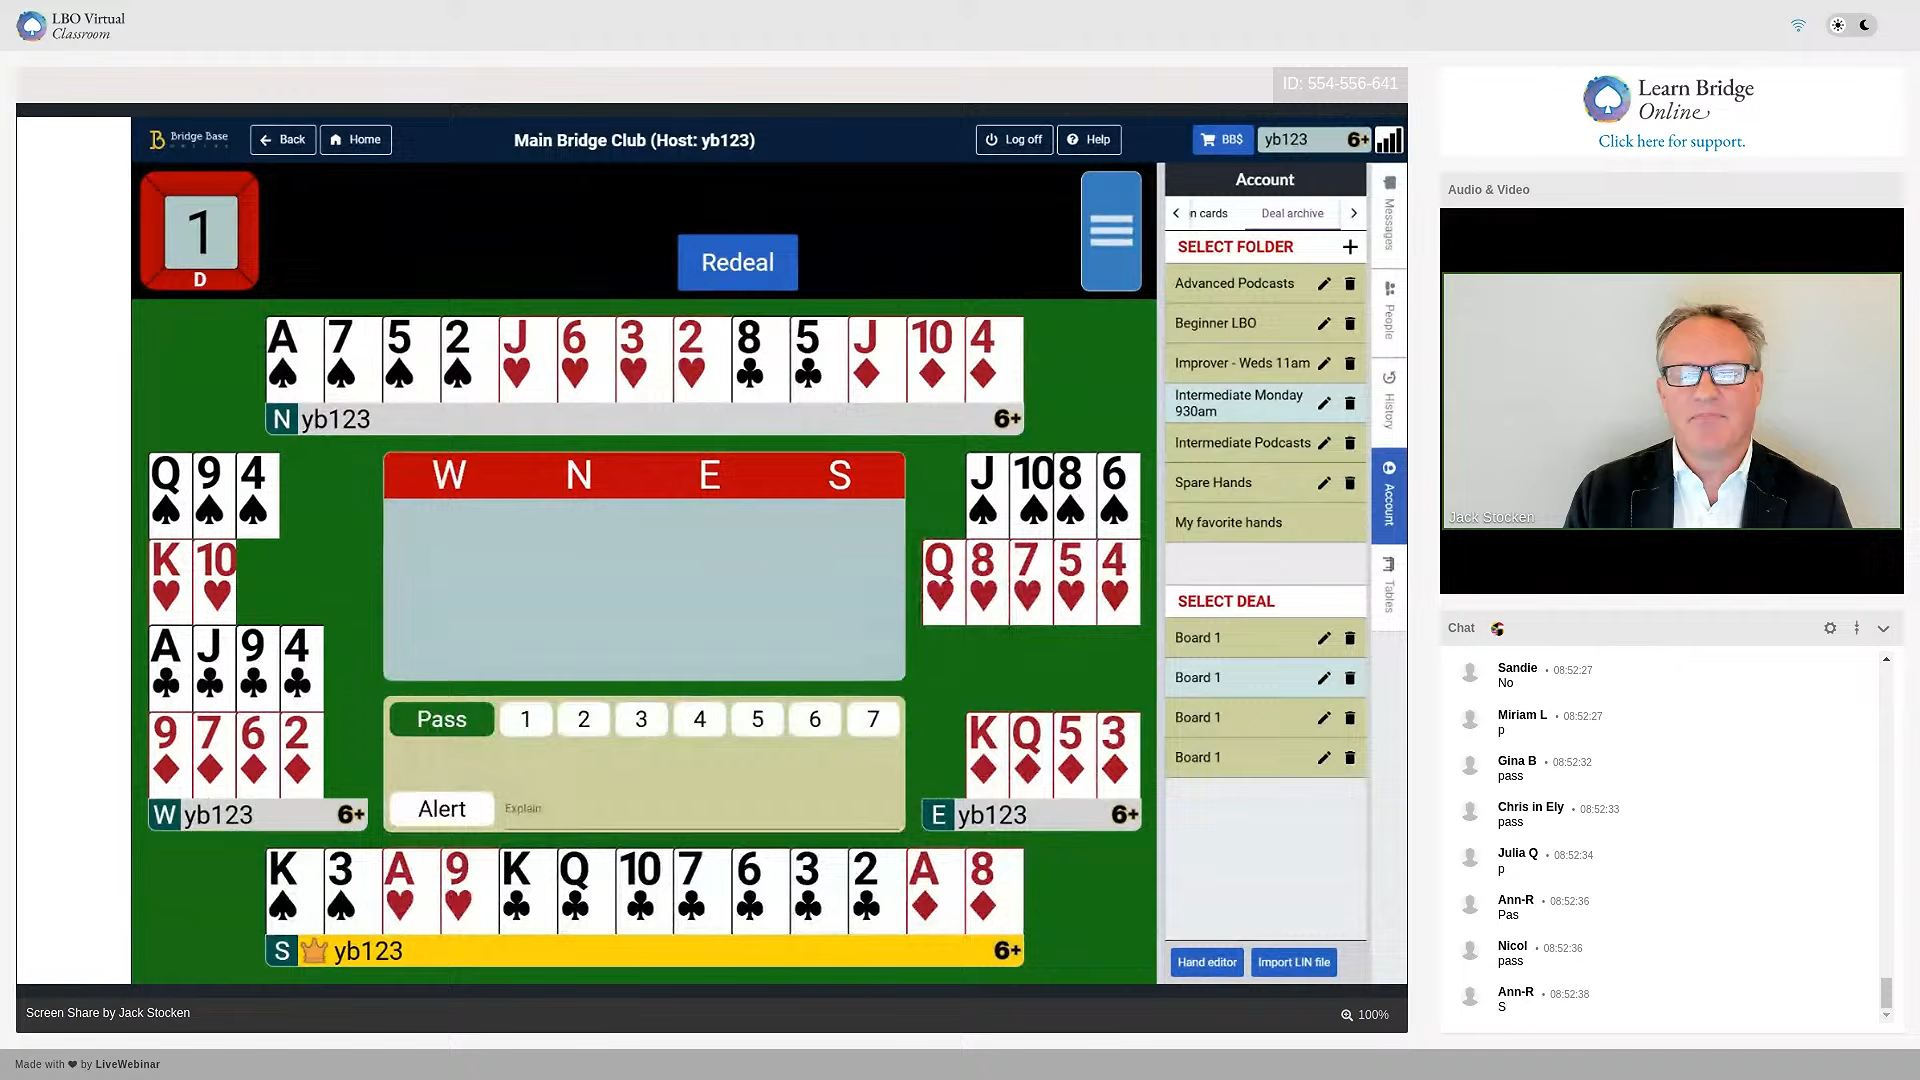 LBO Virtual
Classroom
ID: 554-556-641
Learn Bridge
Online
Click here for support.
Bridge Base
ONLINE
Back
Home
Main Bridge Club (Host: yb123)
Log off
Help
BB$
yb123
6+
1
D
Redeal
Account
n cards
Deal archive
SELECT FOLDER
Advanced Podcasts
Beginner LBO
Improver - Weds 11am
Intermediate Monday
930am
Intermediate Podcasts
Spare Hands
My favorite hands
SELECT DEAL
Board 1
Board 1
Board 1
Board 1
Hand editor
Import LIN file
Messages
People
History
Account
Tables
A 7 5 2 J 6 3 2 8 5 J 10 4
N yb123 6+
Q 9 4
K 10
A J 9 4
9 7 6 2
W yb123 6+
W N E S
Pass 1 2 3 4 5 6 7
Alert
Explain
J 10 8 6
Q 8 7 5 4
K Q 5 3
E yb123 6+
K 3 A 9 K Q 10 7 6 3 2 A 8
S yb123 6+
Screen Share by Jack Stocken
100%
Audio & Video
Jack Stocken
Chat
Sandie • 08:52:27
No
Miriam L • 08:52:27
p
Gina B • 08:52:32
pass
Chris in Ely • 08:52:33
pass
Julia Q • 08:52:34
p
Ann-R • 08:52:36
Pas
Nicol • 08:52:36
pass
Ann-R • 08:52:38
S
Made with ❤ by LiveWebinar